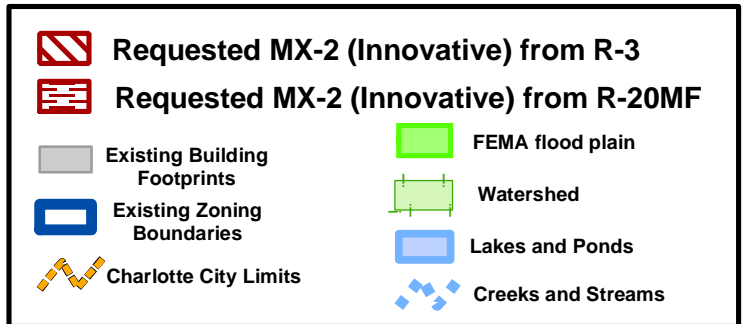 Requested MX-2 (Innovative) from R-3
Requested MX-2 (Innovative) from R-20MF
Existing Building
Footprints
Existing Zoning
Boundaries
Charlotte City Limits
FEMA flood plain
Watershed
Lakes and Ponds
Creeks and Streams